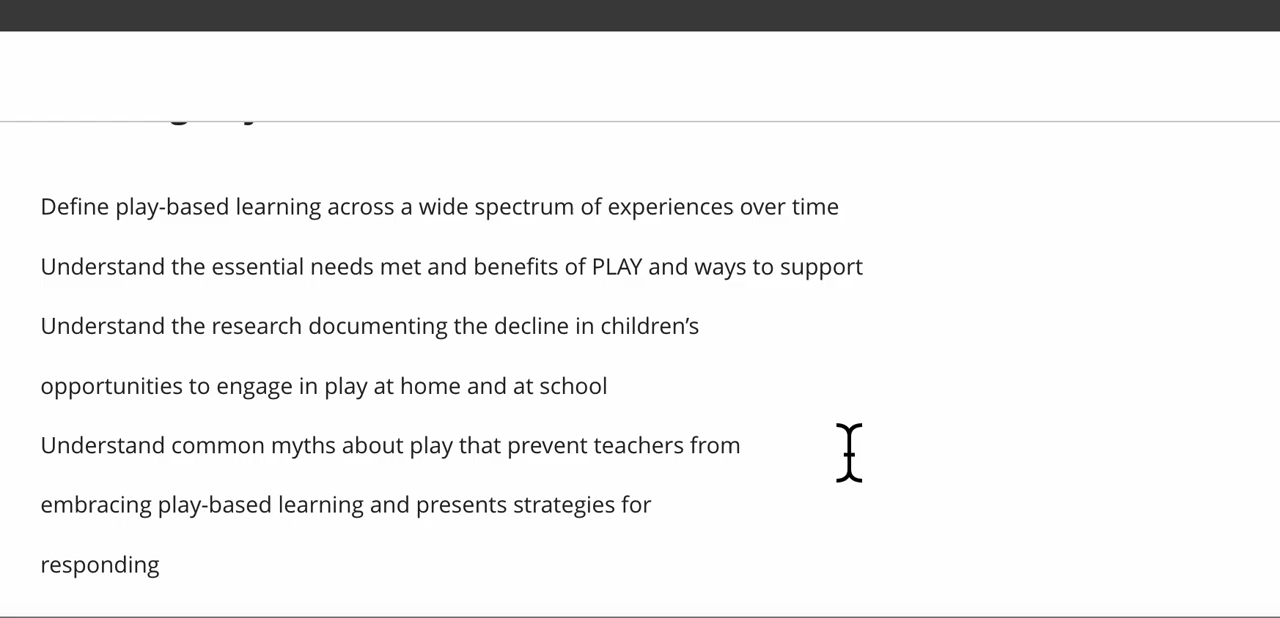 Define play-based learning across a wide spectrum of experiences over time
Understand the essential needs met and benefits of PLAY and ways to support
Understand the research documenting the decline in children’s
opportunities to engage in play at home and at school
Understand common myths about play that prevent teachers from
embracing play-based learning and presents strategies for
responding